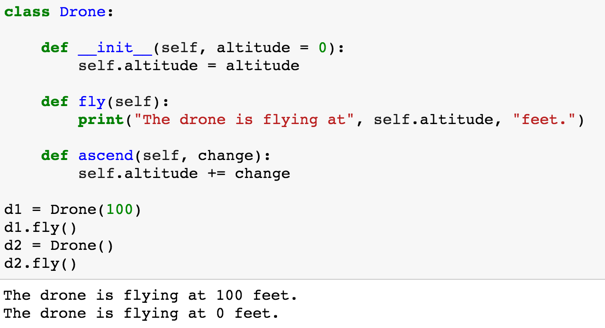 class Drone:
    def __init__(self, altitude = 0):
        self.altitude = altitude
    def fly(self):
        print("The drone is flying at", self.altitude, "feet.")
    def ascend(self, change):
        self.altitude += change
d1 = Drone(100)
d1.fly()
d2 = Drone()
d2.fly()
The drone is flying at 100 feet.
The drone is flying at 0 feet.